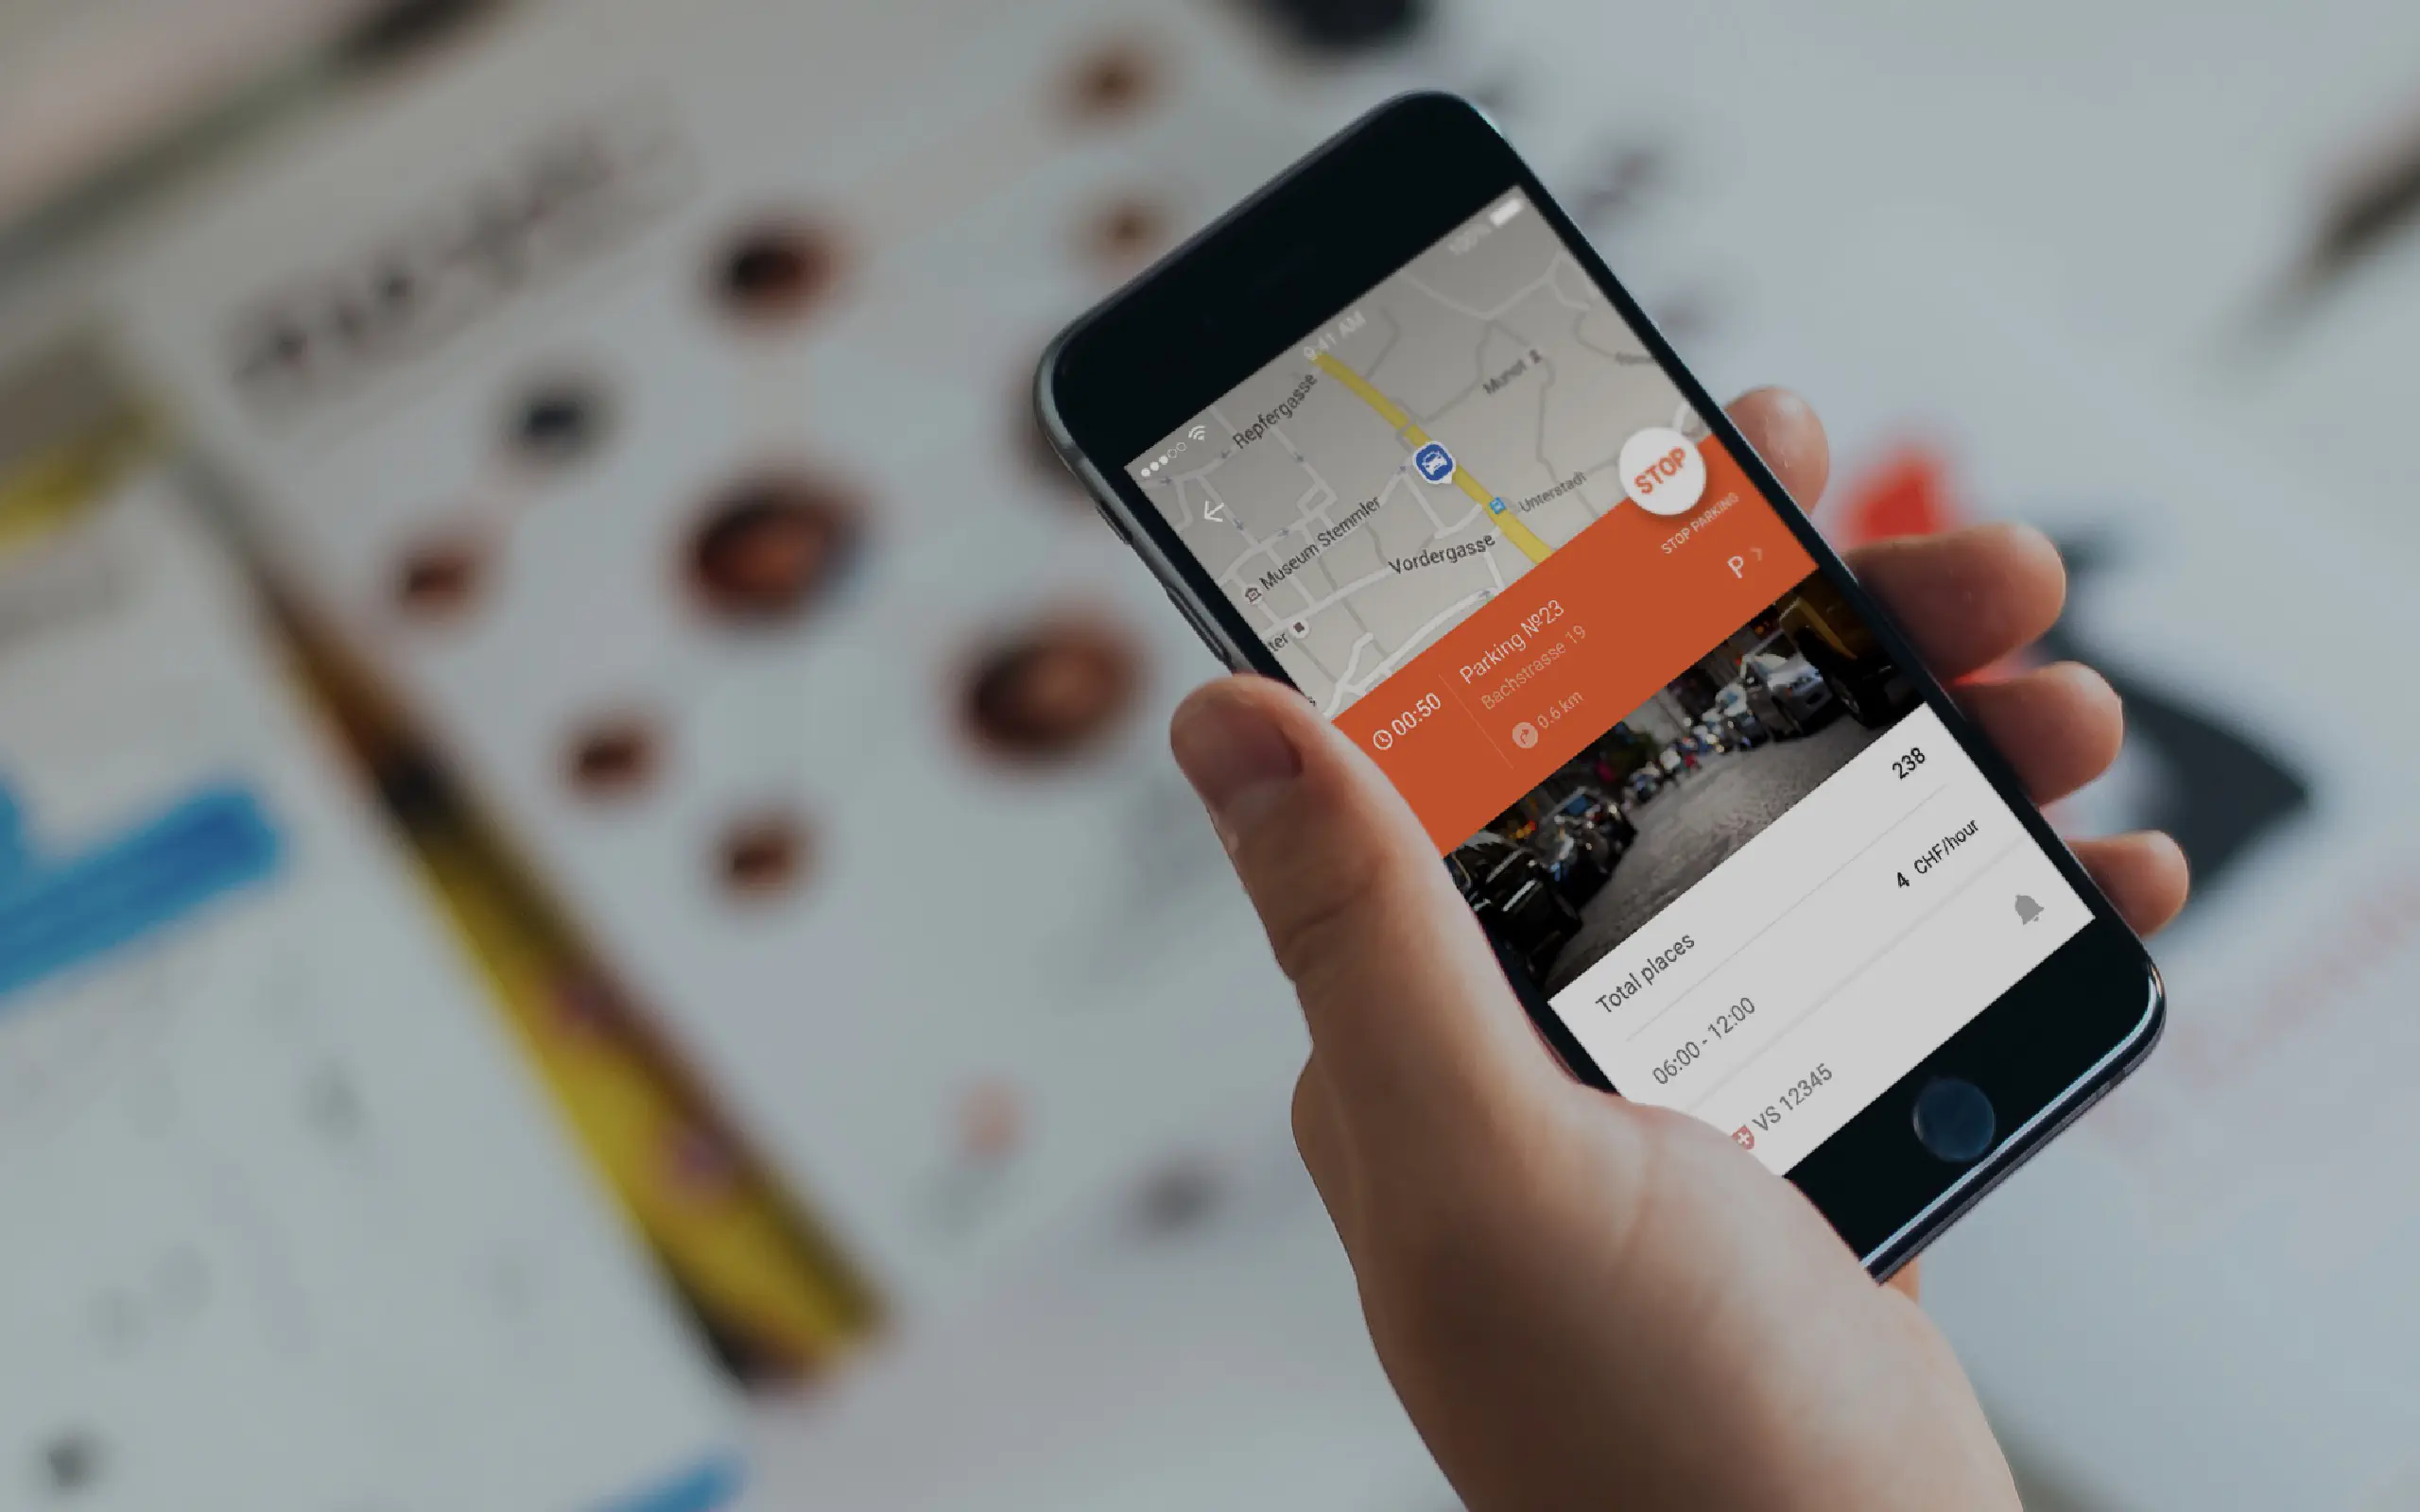 100%
9:41 AM
Repfergasse
Munot
Museum Stemmler
Unterstadt
Vordergasse
ter
STOP
STOP PARKING
P
00:50
Parking №23
Bachstrasse 19
0.6 km
Total places 238
06:00 - 12:00 4 CHF/hour
VS 12345